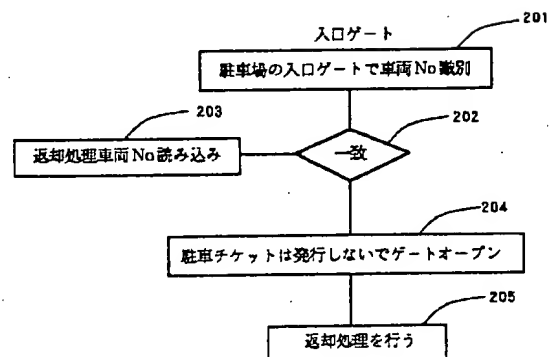 入口ゲート
201
駐車場の入口ゲートで車両No識別
203
202
返却処理車両No読み込み
一致
204
駐車チケットは発行しないでゲートオープン
205
返却処理を行う